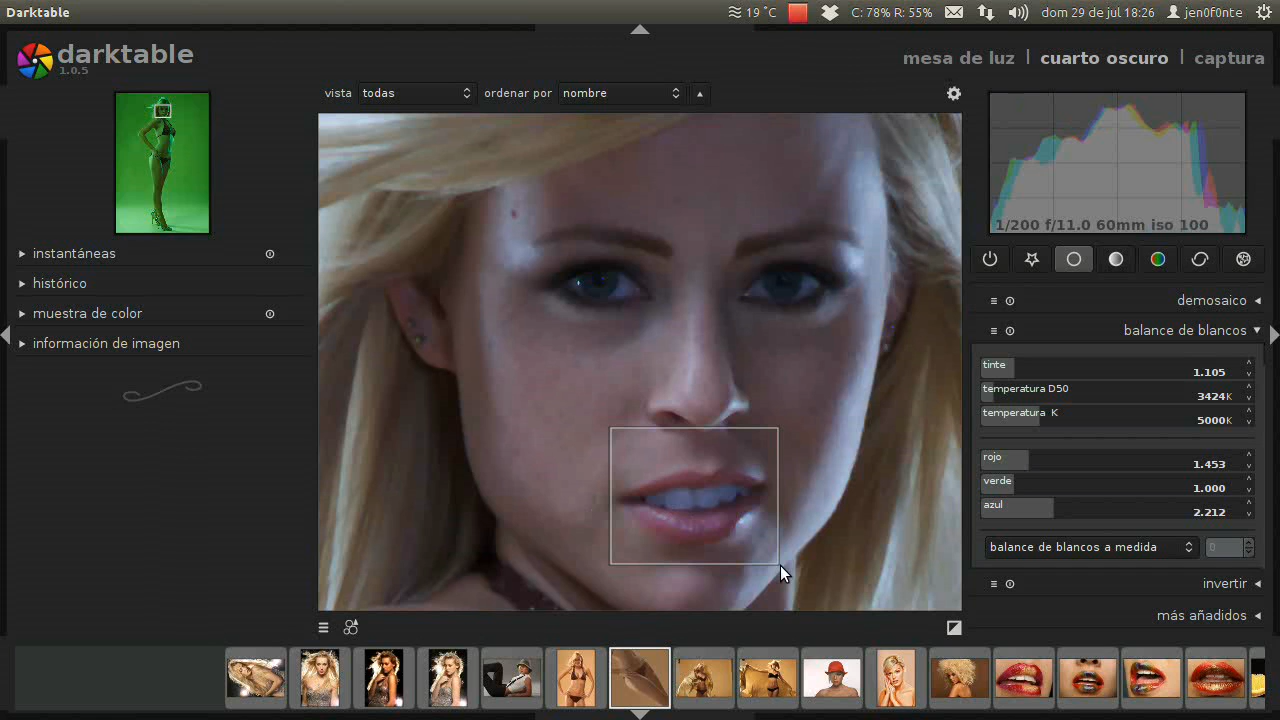 Darktable
19 °C
C: 78% R: 55%
dom 29 de jul 18:26
jen0f0nte
darktable
1.0.5
mesa de luz | cuarto oscuro | captura
vista todas ordenar por nombre
1/200 f/11.0 60mm iso 100
instantáneas
histórico
muestra de color
información de imagen
demosaico
balance de blancos
tinte
1.105
temperatura D50
3424K
temperatura K
5000K
rojo
1.453
verde
1.000
azul
2.212
balance de blancos a medida 0
invertir
más añadidos